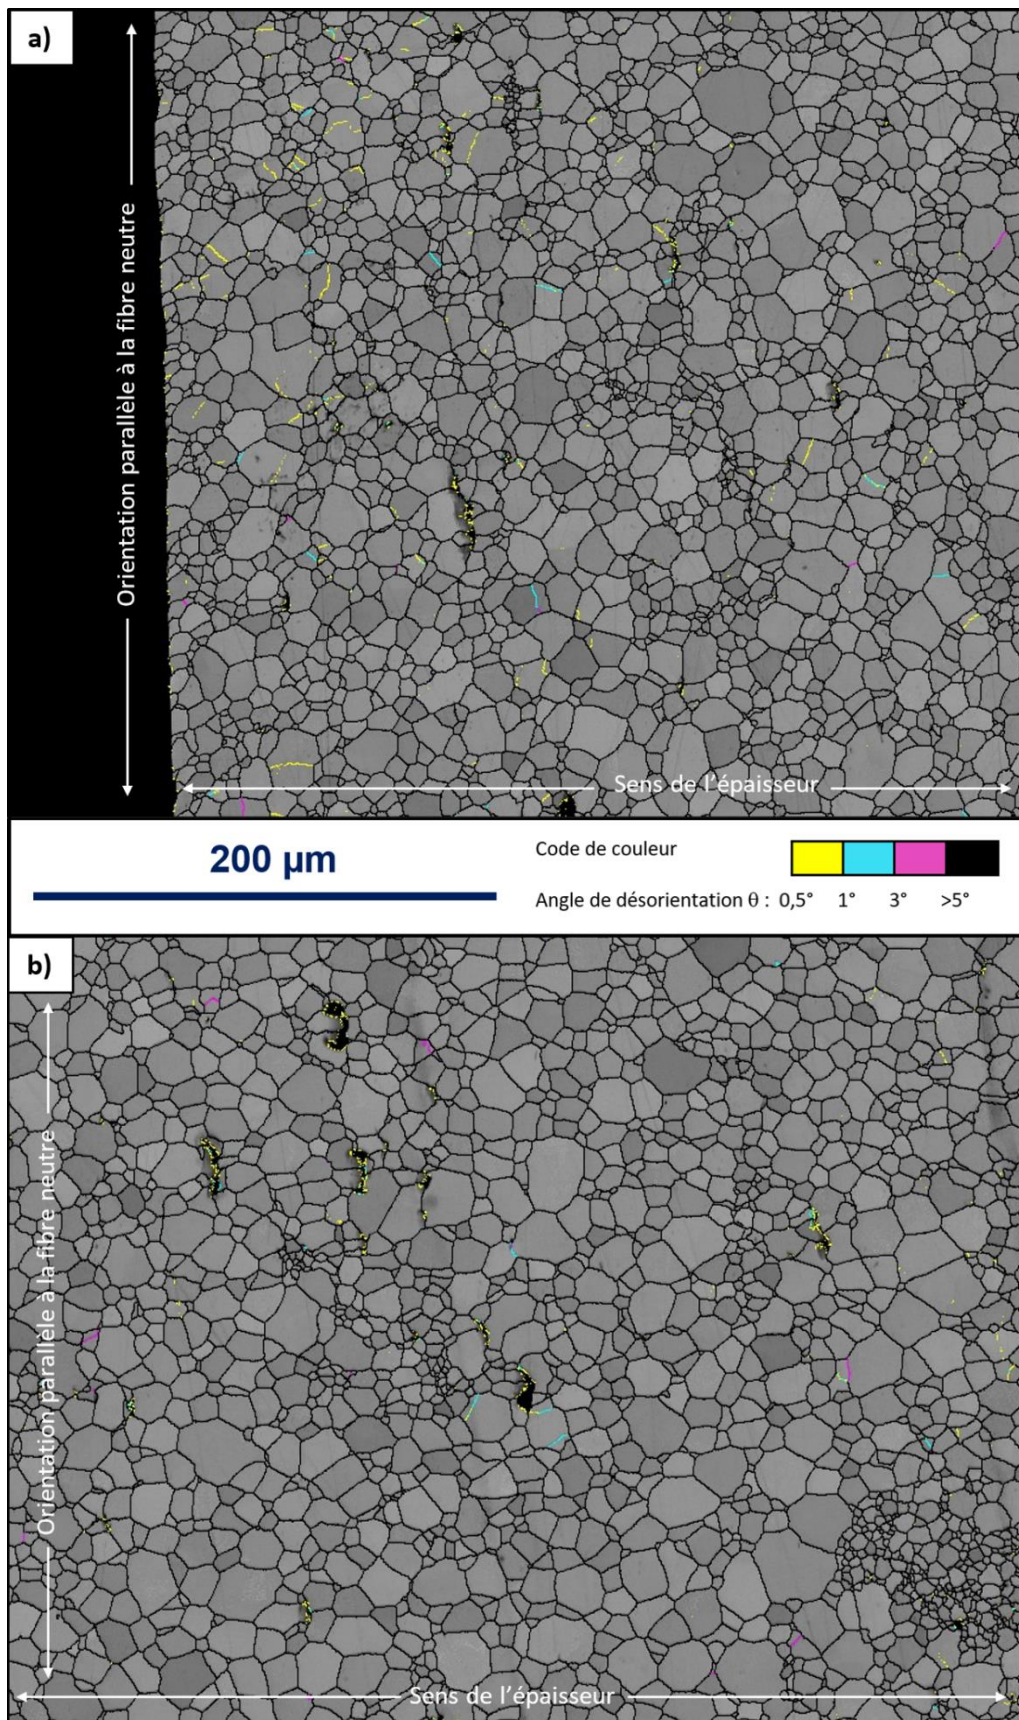 a)
Orientation parallèle à la fibre neutre
Sens de l'épaisseur
200 µm
Code de couleur
Angle de désorientation θ : 0,5° 1° 3° >5°
b)
Orientation parallèle à la fibre neutre
Sens de l'épaisseur